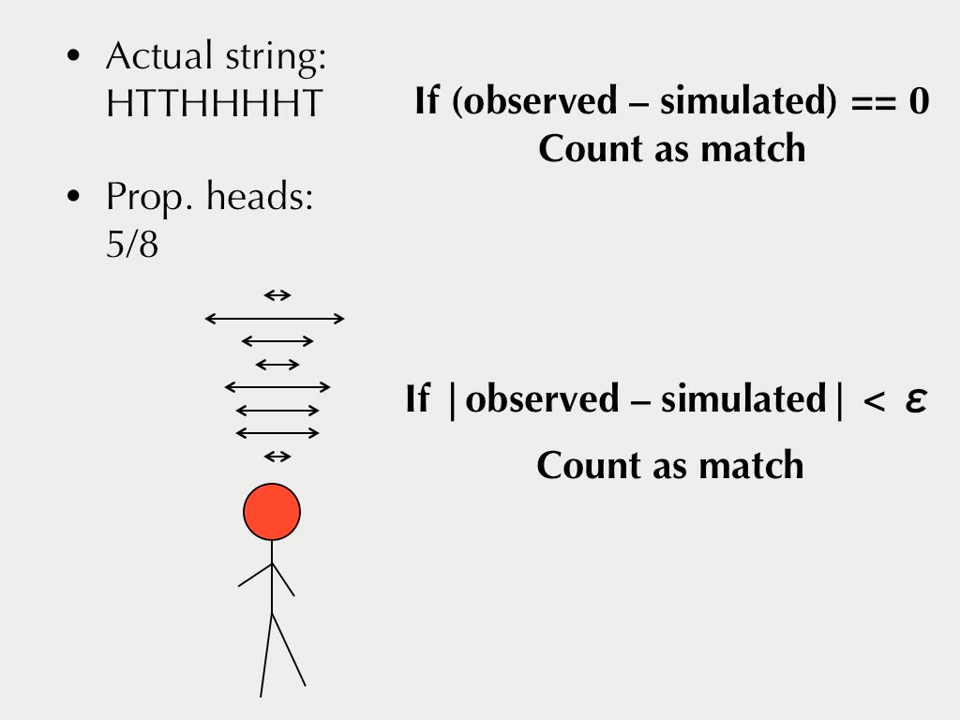 • Actual string:
HTTHHHHT
• Prop. heads:
5/8
If (observed – simulated) == 0
Count as match
If |observed – simulated| < ε
Count as match